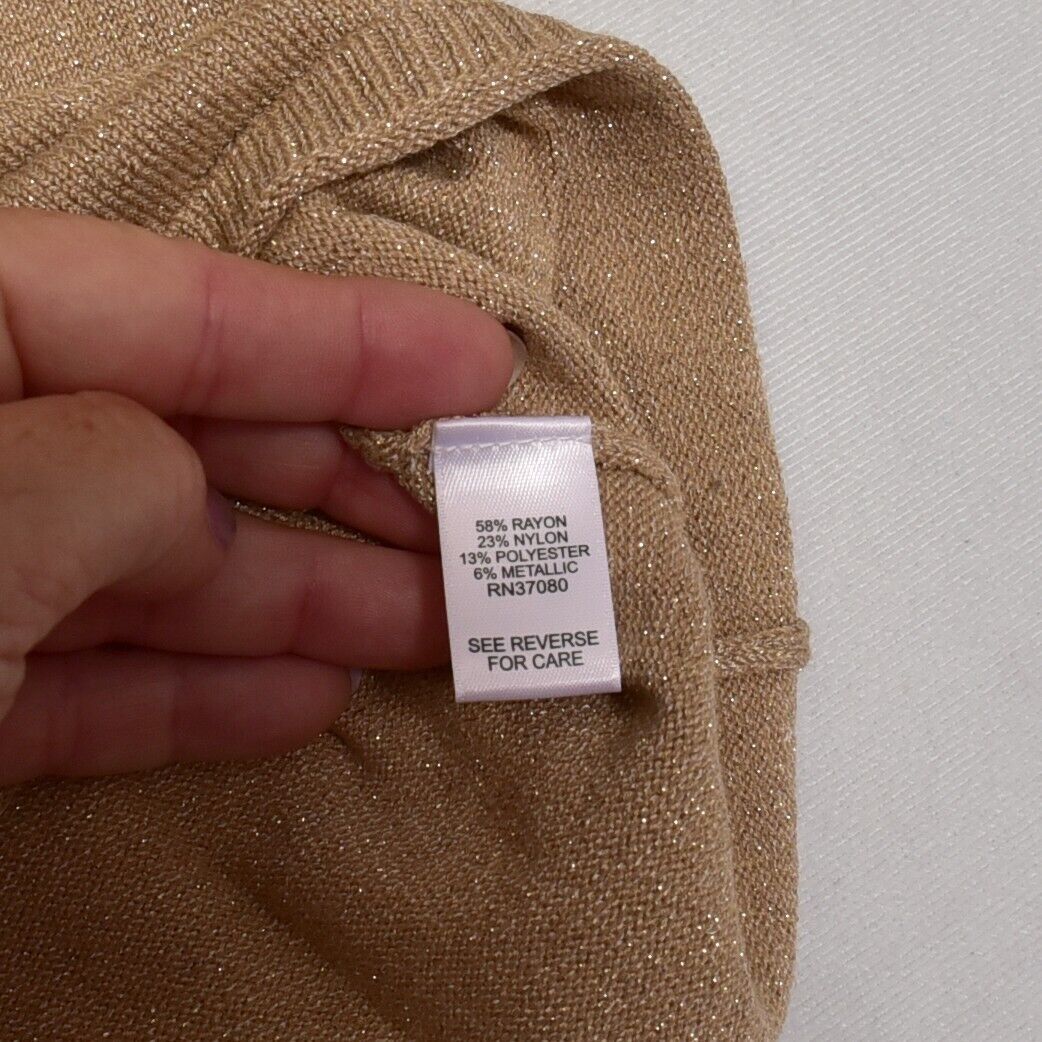 58% RAYON
23% NYLON
13% POLYESTER
6% METALLIC
RN37080
SEE REVERSE
FOR CARE